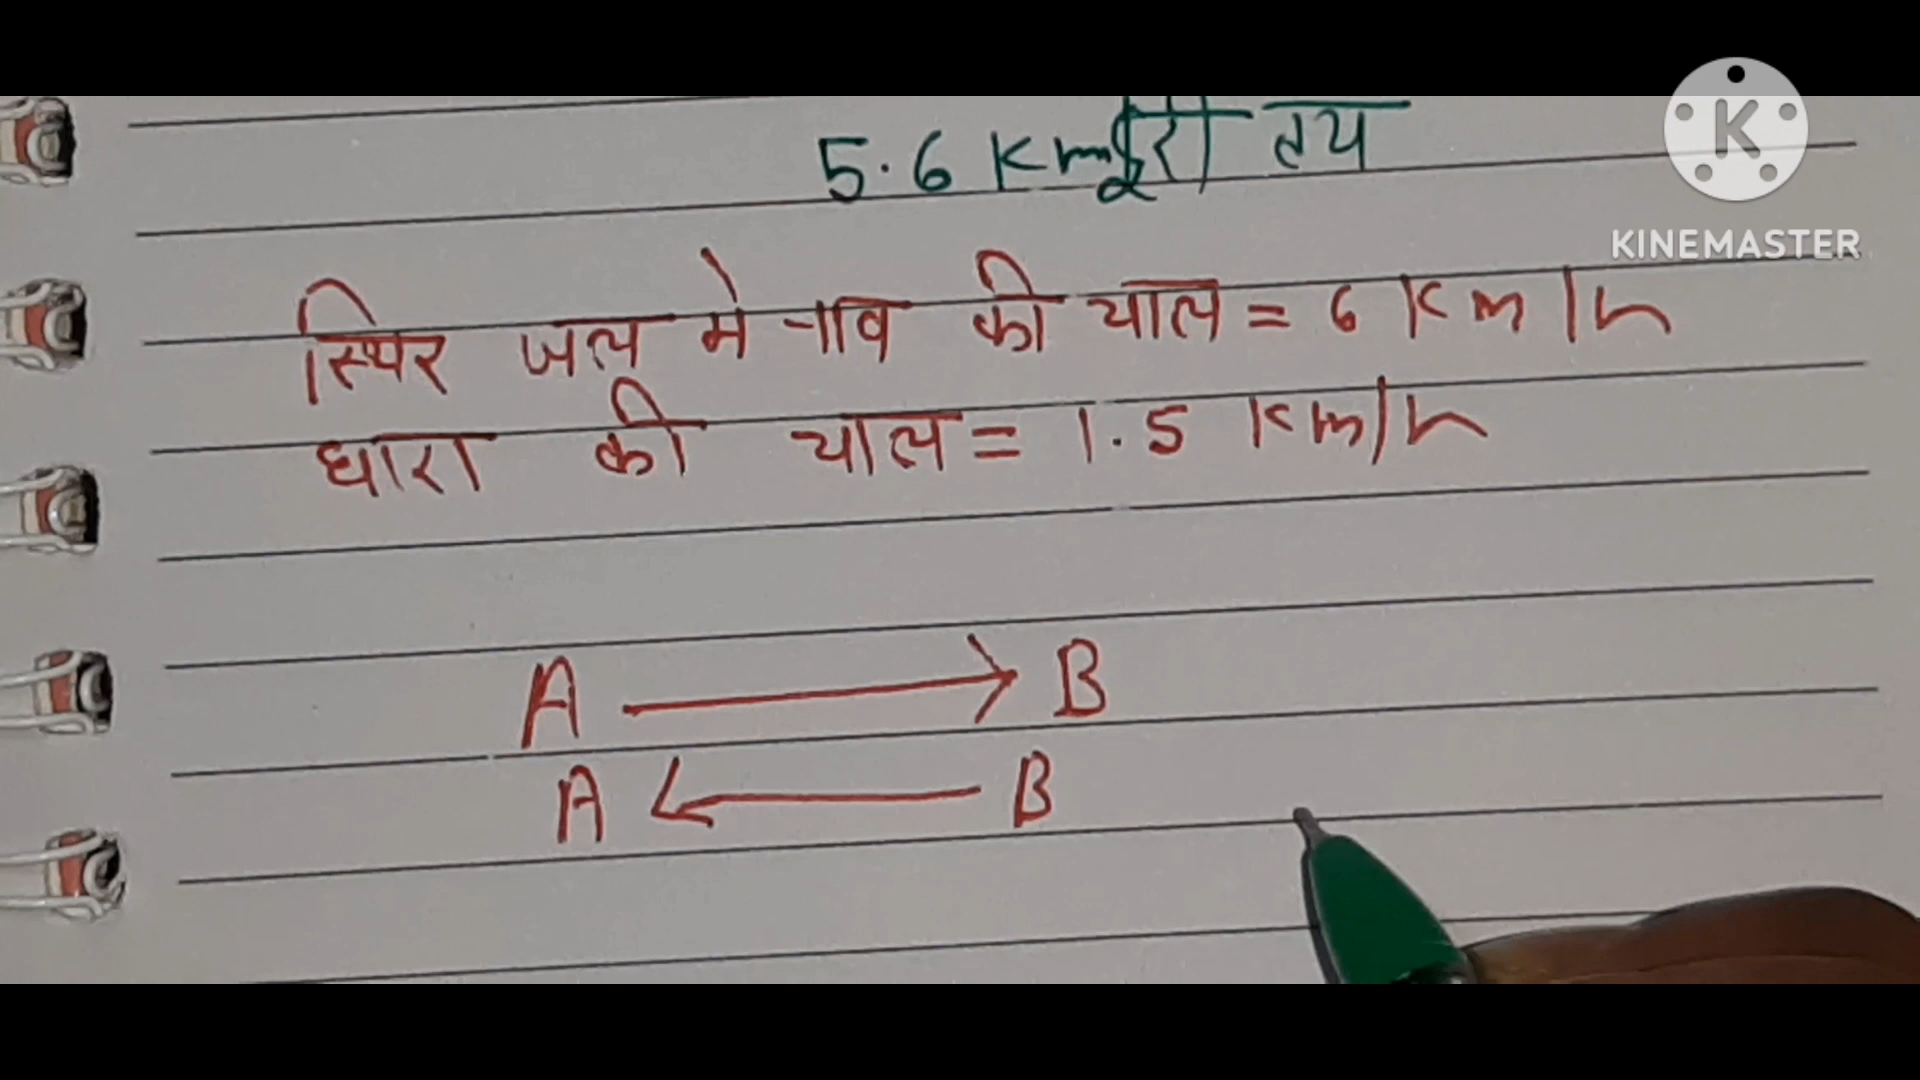 5.6 Km दूरी तय
K
KINEMASTER
स्थिर जल मे नाव की चाल = 6 Km/h
धारा की चाल = 1.5 Km/h
A → B
A ← B